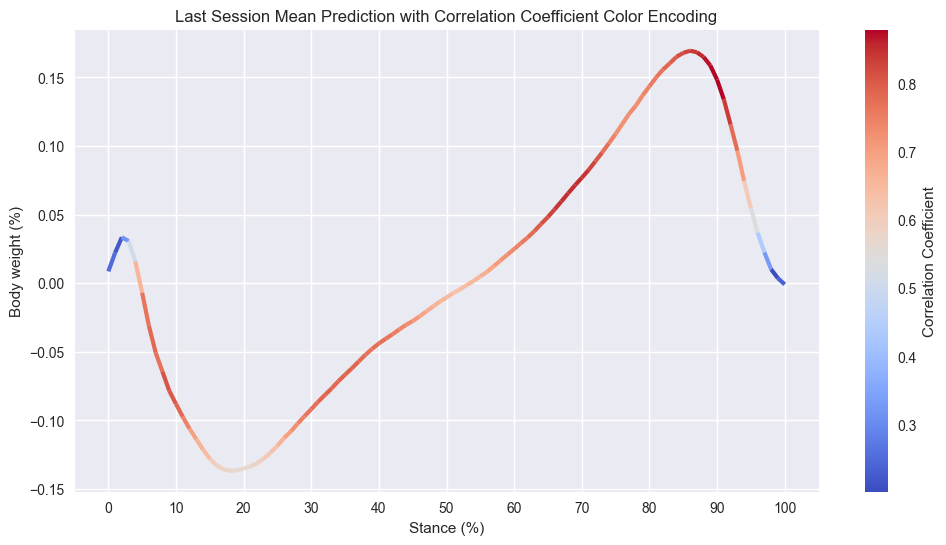 Last Session Mean Prediction with Correlation Coefficient Color Encoding
Body weight (%)
0.15
0.10
0.05
0.00
−0.05
−0.10
−0.15
0 10 20 30 40 50 60 70 80 90 100
Stance (%)
0.8
0.7
0.6
0.5
0.4
0.3
Correlation Coefficient